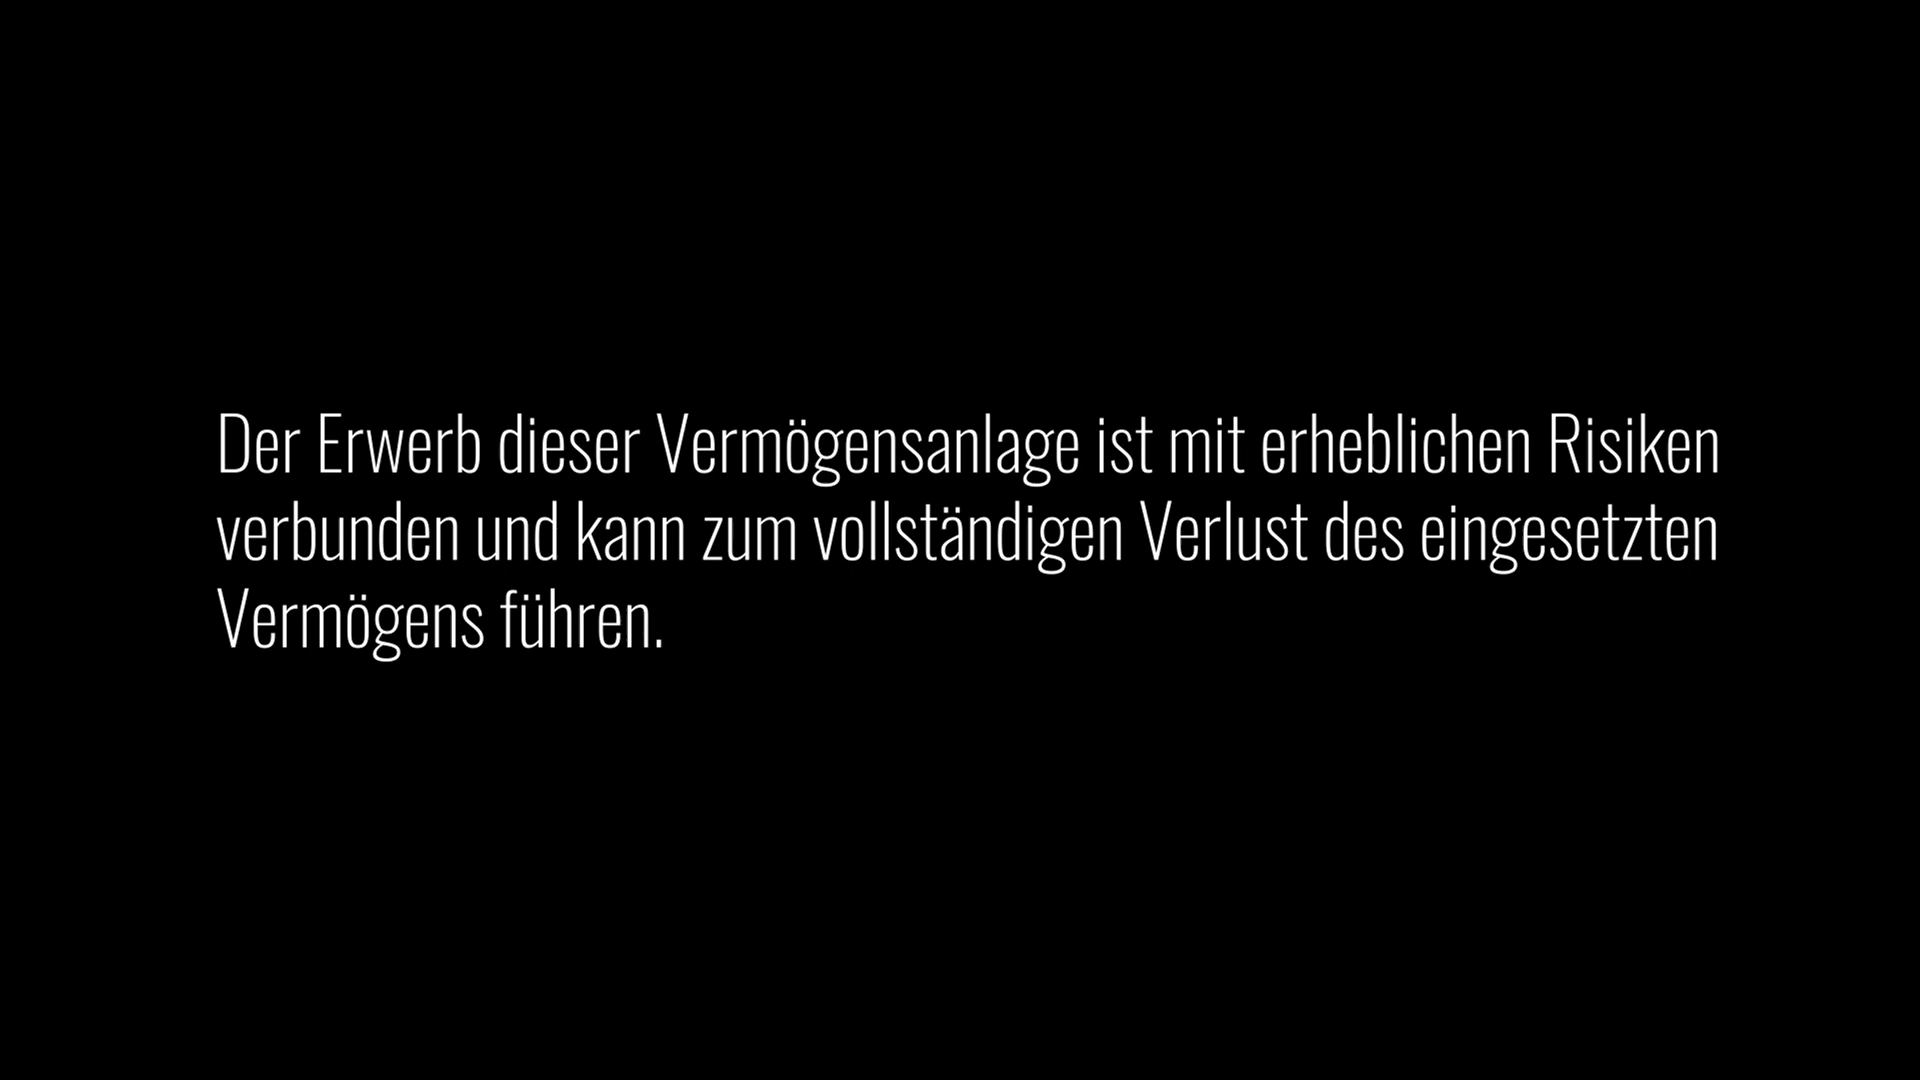 Der Erwerb dieser Vermögensanlage ist mit erheblichen Risiken
verbunden und kann zum vollständigen Verlust des eingesetzten
Vermögens führen.